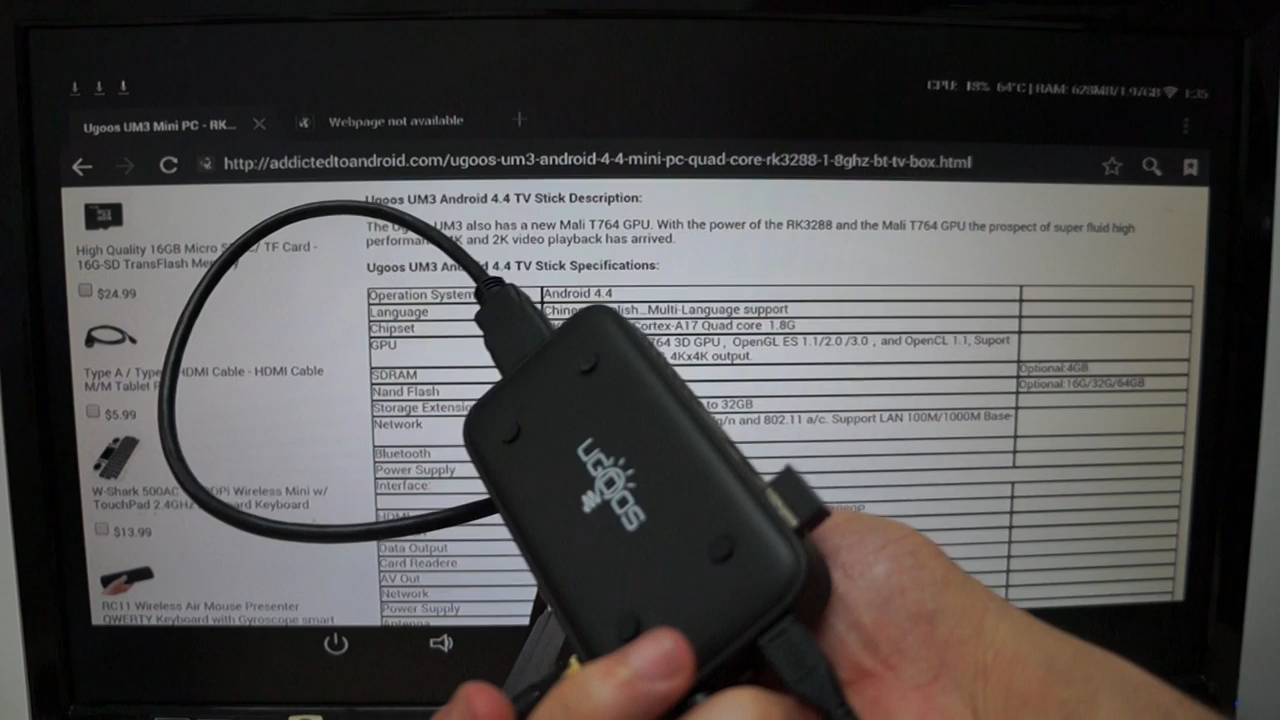 CPU: 18% 64°C | RAM: 628MB/1.97GB 1:35
Ugoos UM3 Mini PC - RK...
Webpage not available
http://addictedtoandroid.com/ugoos-um3-android-4-4-mini-pc-quad-core-rk3288-1-8ghz-bt-tv-box.html
High Quality 16GB Micro / TF Card -
16G-SD TransFlash
$24.99
Type A / Type HDMI Cable - HDMI Cable
M/M Tablet
$5.99
W-Shark 500AC Wireless Mini w/
TouchPad 2.4GHz Keyboard
$13.99
RC11 Wireless Air Mouse Presenter
QWERTY Keyboard with Gyroscope smart
Ugoos UM3 Android 4.4 TV Stick Description:
The UM3 also has a new Mali T764 GPU. With the power of the RK3288 and the Mali T764 GPU the prospect of super fluid high
and 2K video playback has arrived.
Ugoos UM3 4.4 TV Stick Specifications:
Operation System Android 4.4
Language Multi-Language support
Chipset Cortex-A17 Quad core 1.8G
GPU 3D GPU , OpenGL ES 1.1/2.0 /3.0 , and OpenCL 1.1, Suport
4Kx4K output.
SDRAM Optional:4GB
Nand Flash Optional:16G/32G/64GB
Storage to 32GB
Network and 802.11 a/c. Support LAN 100M/1000M Base-
Bluetooth
Power Supply
Interface:
Data Output
Card Readere
AV Out
Network
Power Supply
Antenna
UGOOS